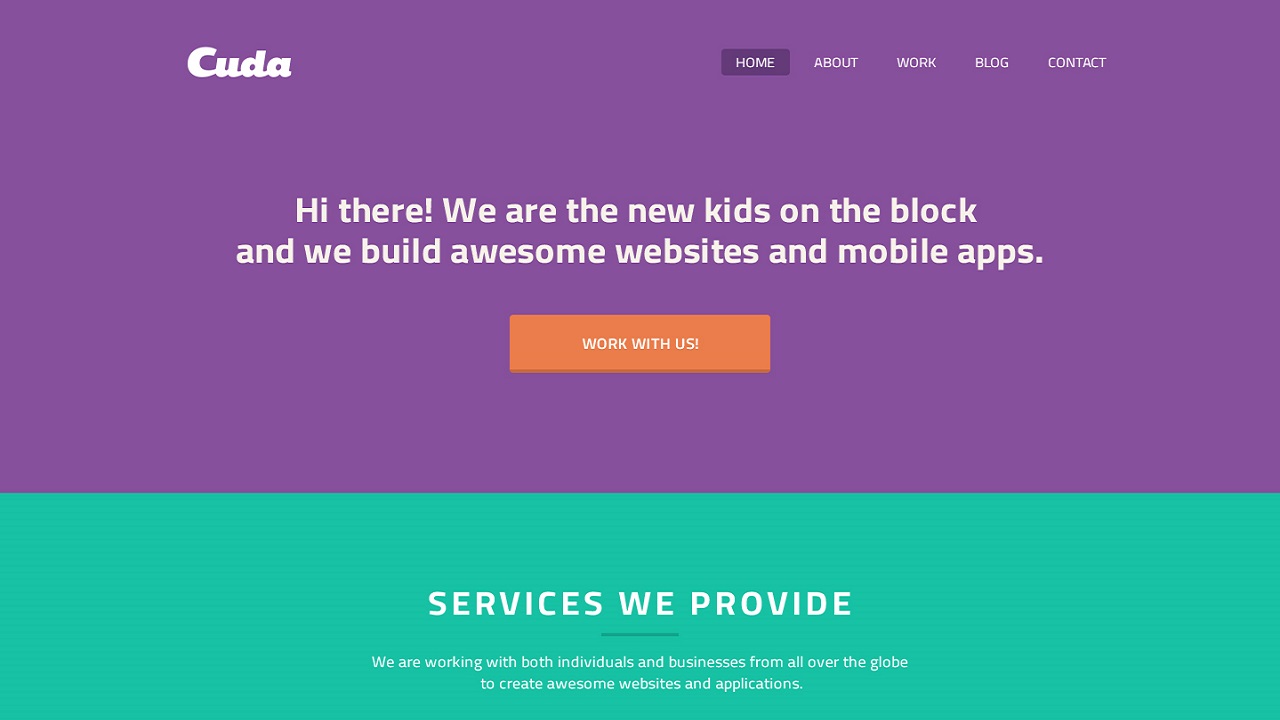 Cuda
HOME ABOUT WORK BLOG CONTACT
Hi there! We are the new kids on the block
and we build awesome websites and mobile apps.
WORK WITH US!
SERVICES WE PROVIDE
We are working with both individuals and businesses from all over the globe
to create awesome websites and applications.